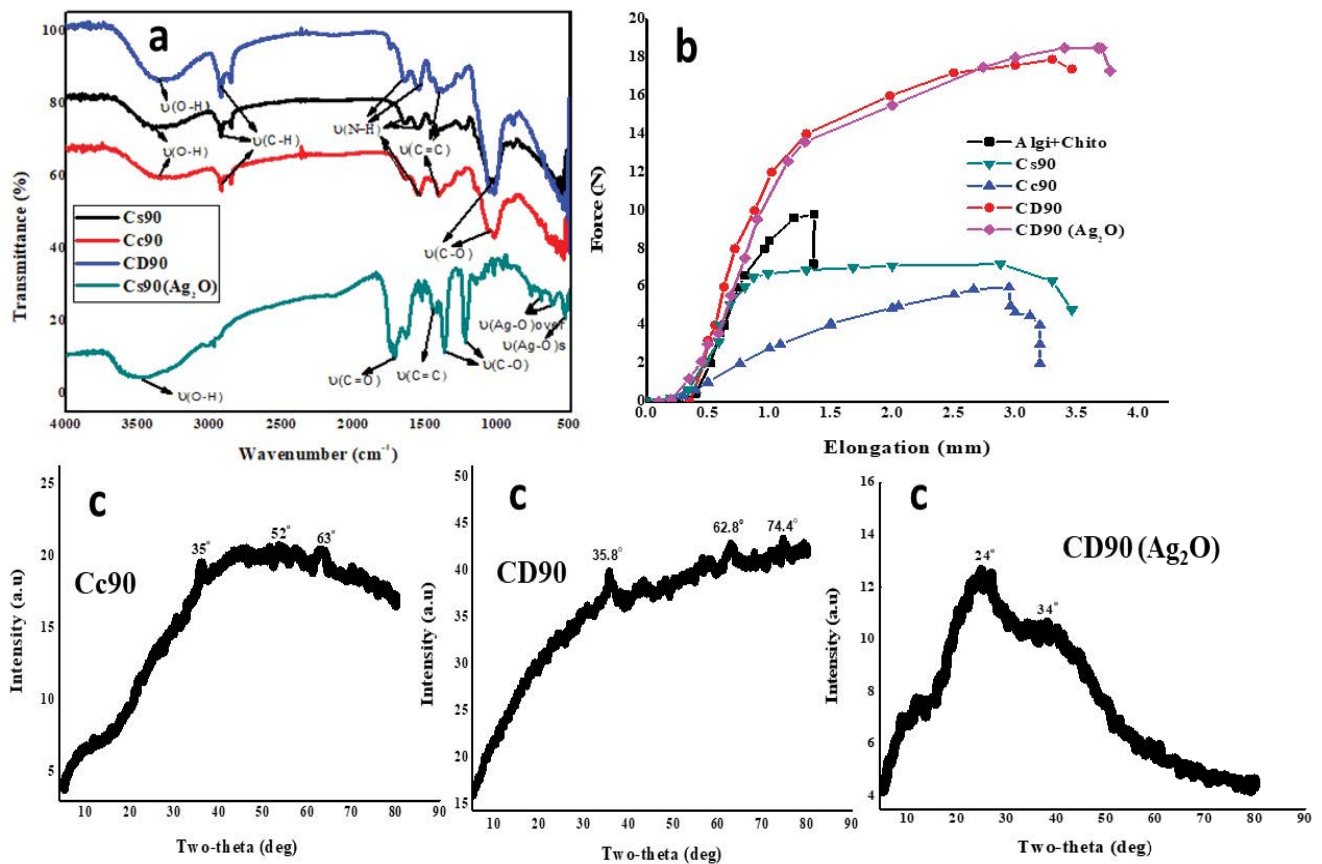 a
100
80
60
40
20
0
Transmittance (%)
4000 3000 2500 2000 1500 1000 500
Wavenumber (cm⁻¹)
υ(O-H)
υ(O-H)
υ(C-H)
υ(N-H)
υ(C=C)
υ(O-H)
υ(C-O)
Cs90
Cc90
CD90
Cs90(Ag₂O)
υ(Ag-O)over
υ(Ag-O)s
υ(C=O)
υ(C=C)
υ(C-O)
υ(O-H)
b
20
18
16
14
12
10
8
6
4
2
0
Force (N)
0.0 0.5 1.0 1.5 2.0 2.5 3.0 3.5 4.0
Elongation (mm)
Algi+Chito
Cs90
Cc90
CD90
CD90 (Ag₂O)
c
Cc90
35°
52°
63°
25
20
15
10
5
Intensity (a.u)
10 20 30 40 50 60 70 80 90
Two-theta (deg)
c
CD90
35.8°
62.8°
74.4°
50
45
40
35
30
25
20
15
Intensity (a.u)
10 20 30 40 50 60 70 80 90
Two-theta (deg)
c
CD90 (Ag₂O)
24°
34°
16
14
12
10
8
6
4
Intensity (a.u)
10 20 30 40 50 60 70 80 90
Two-theta (deg)